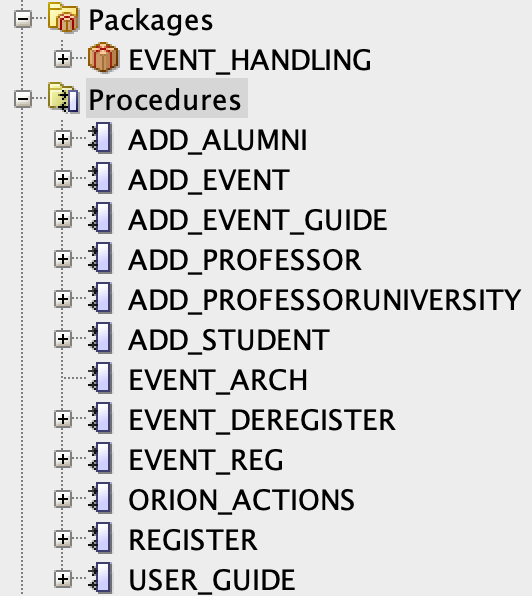 Packages
EVENT_HANDLING
Procedures
ADD_ALUMNI
ADD_EVENT
ADD_EVENT_GUIDE
ADD_PROFESSOR
ADD_PROFESSORUNIVERSITY
ADD_STUDENT
EVENT_ARCH
EVENT_DEREGISTER
EVENT_REG
ORION_ACTIONS
REGISTER
USER_GUIDE